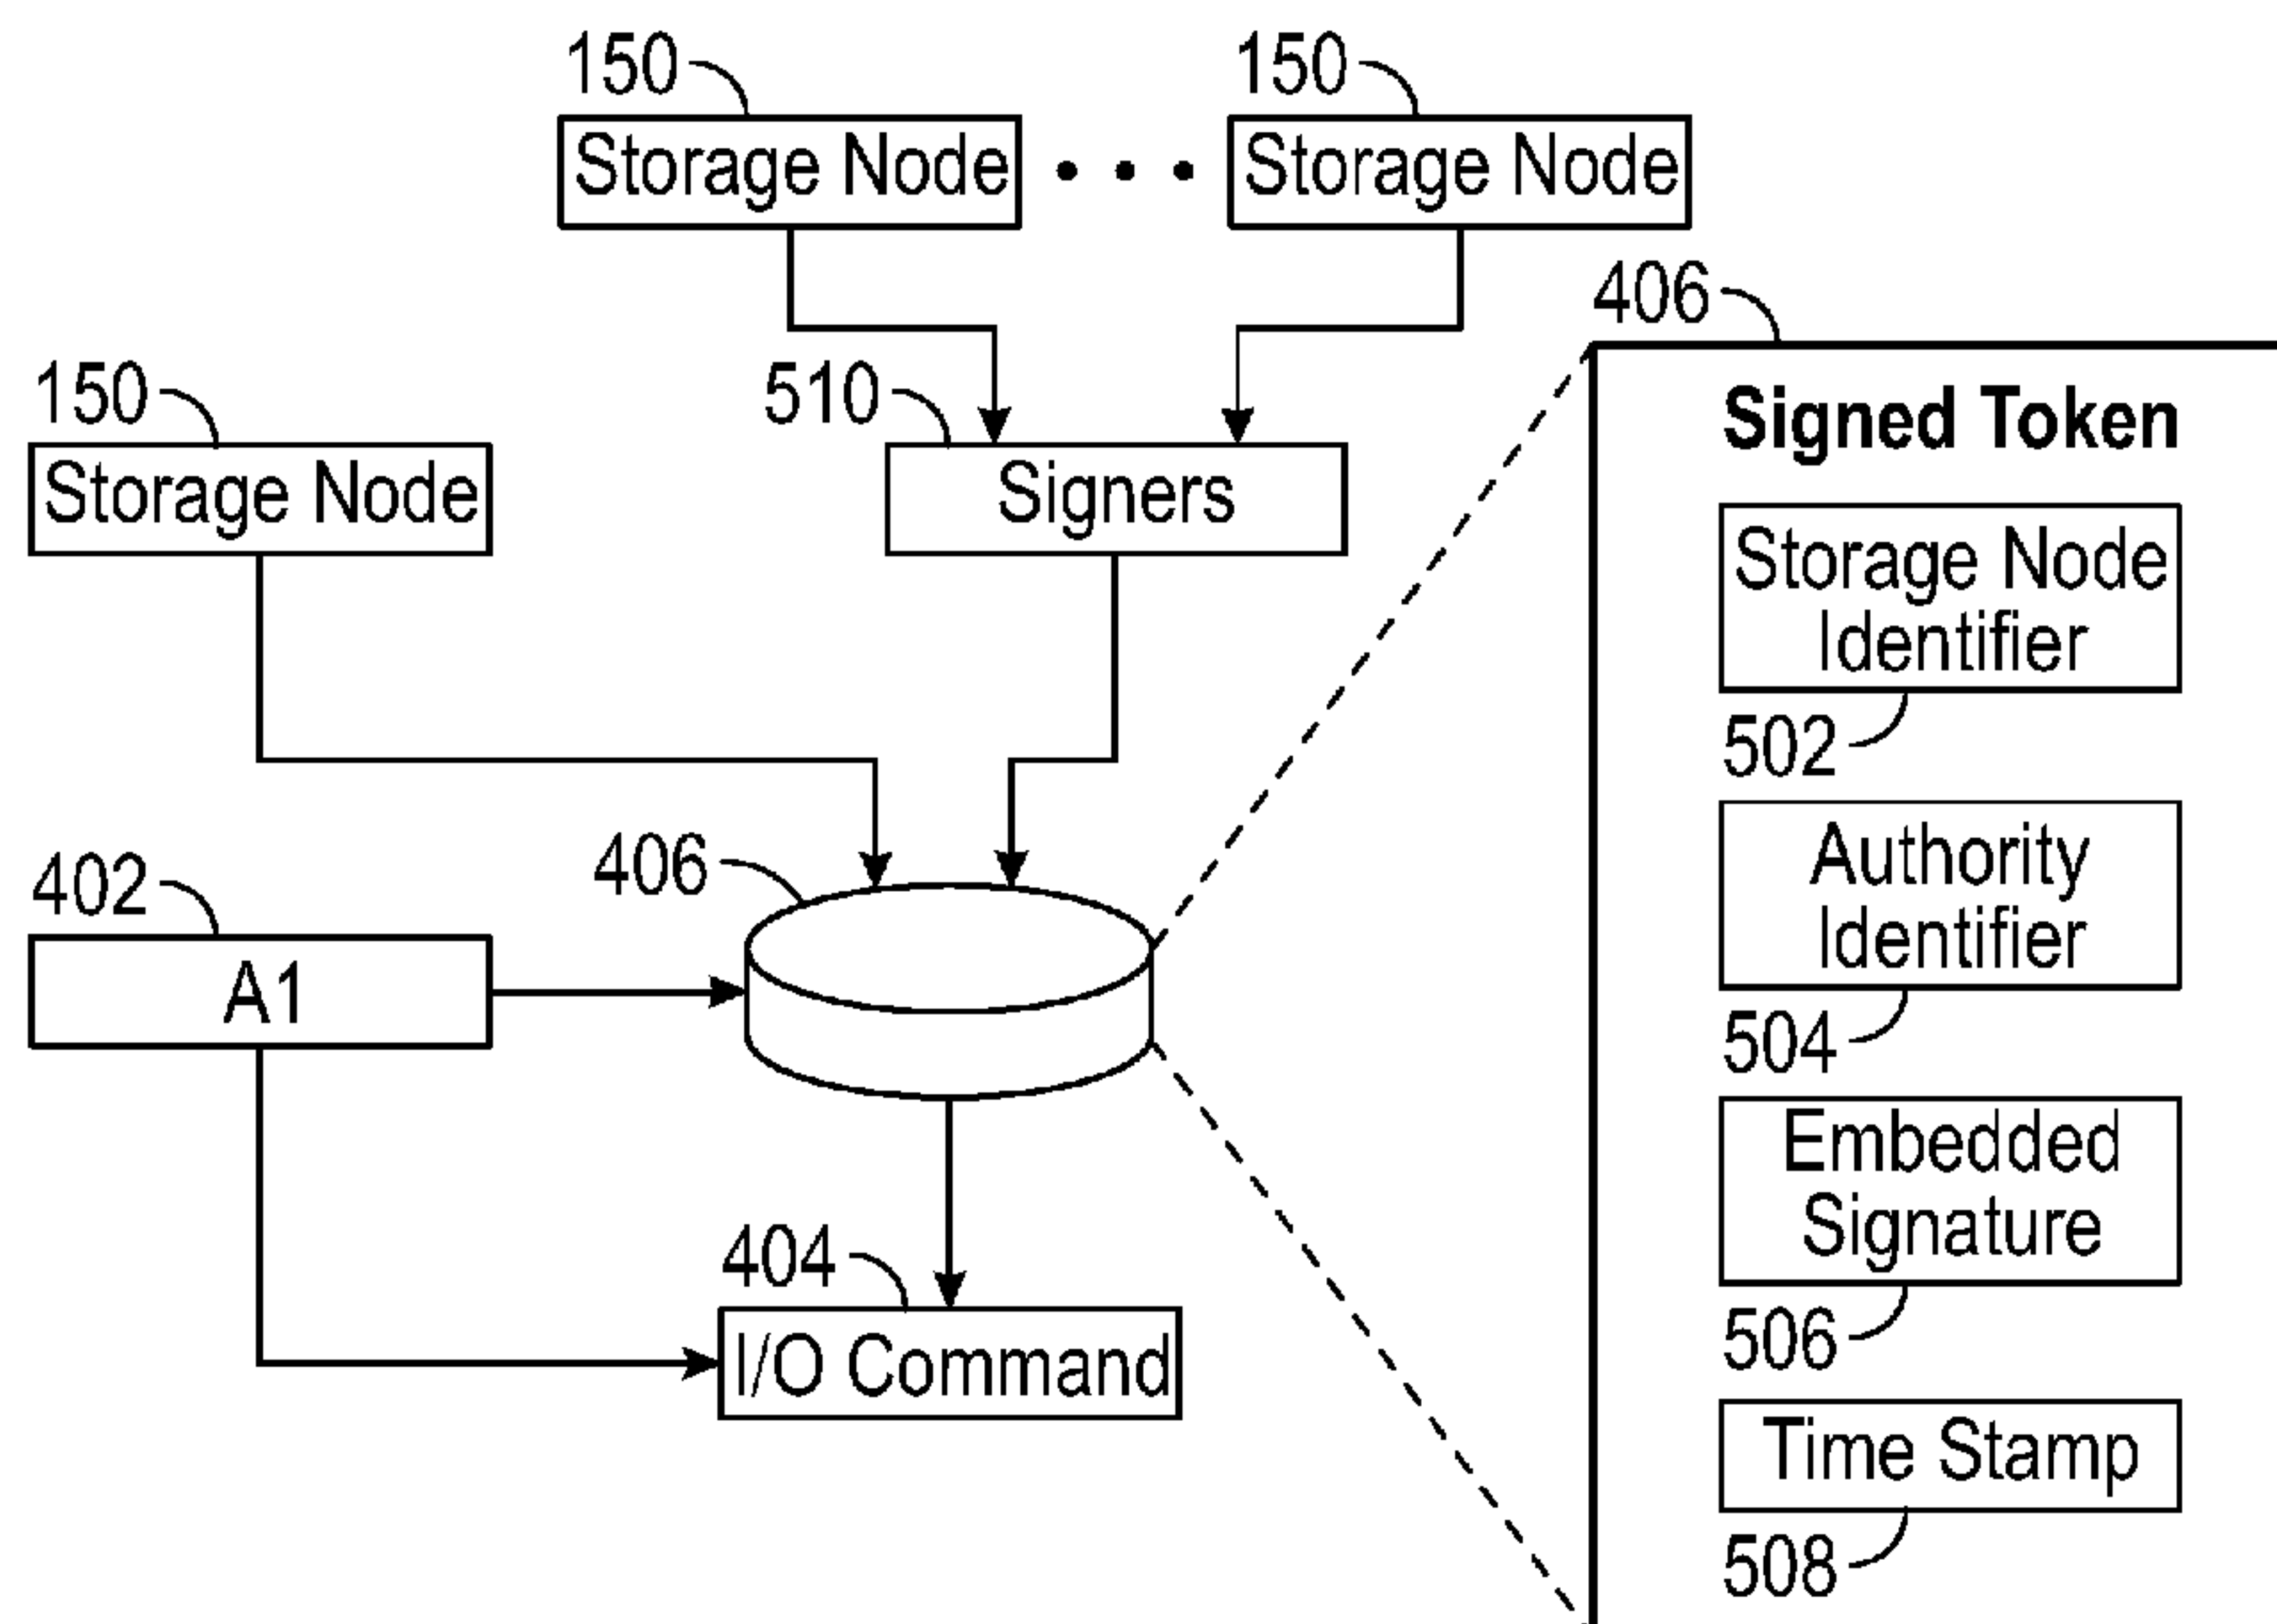 150
150
Storage Node
Storage Node
406
150
510
Storage Node
Signers
402
A1
406
404
I/O Command
Signed Token
Storage Node
Identifier
502
Authority
Identifier
504
Embedded
Signature
506
Time Stamp
508